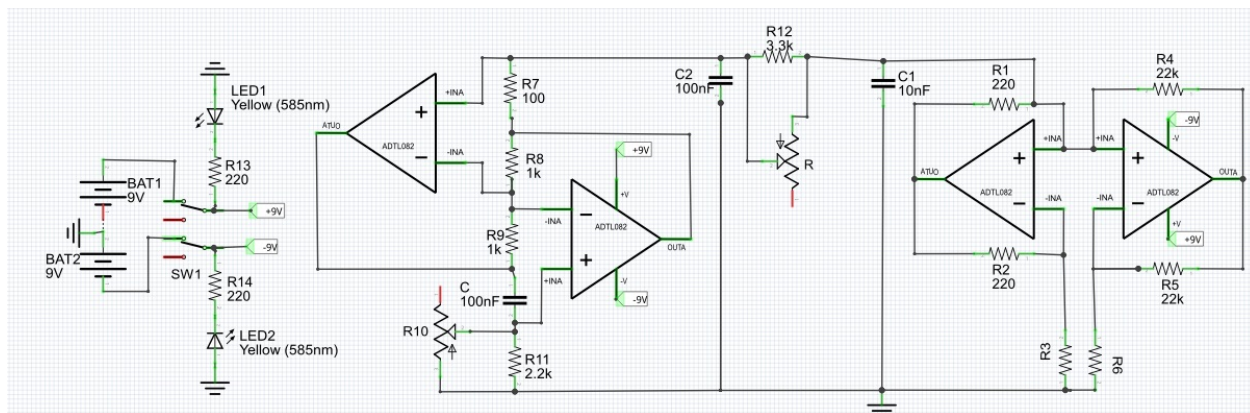 LED1
Yellow (585nm)
R13
220
BAT1
9V
+9V
-9V
BAT2
9V
SW1
R14
220
LED2
Yellow (585nm)
OUTA
ADTL082
+
−
+INA
-INA
R7
100
R8
1k
R9
1k
C
100nF
R10
R11
2.2k
-INA
+INA
−
+
ADTL082
+V
-V
+9V
-9V
OUTA
C2
100nF
R12
3.3k
R
C1
10nF
R1
220
OUTA
ADTL082
+
−
+INA
-INA
R2
220
R3
R4
22k
-9V
-V
+INA
-INA
+
−
ADTL082
+V
+9V
OUTA
R5
22k
R6